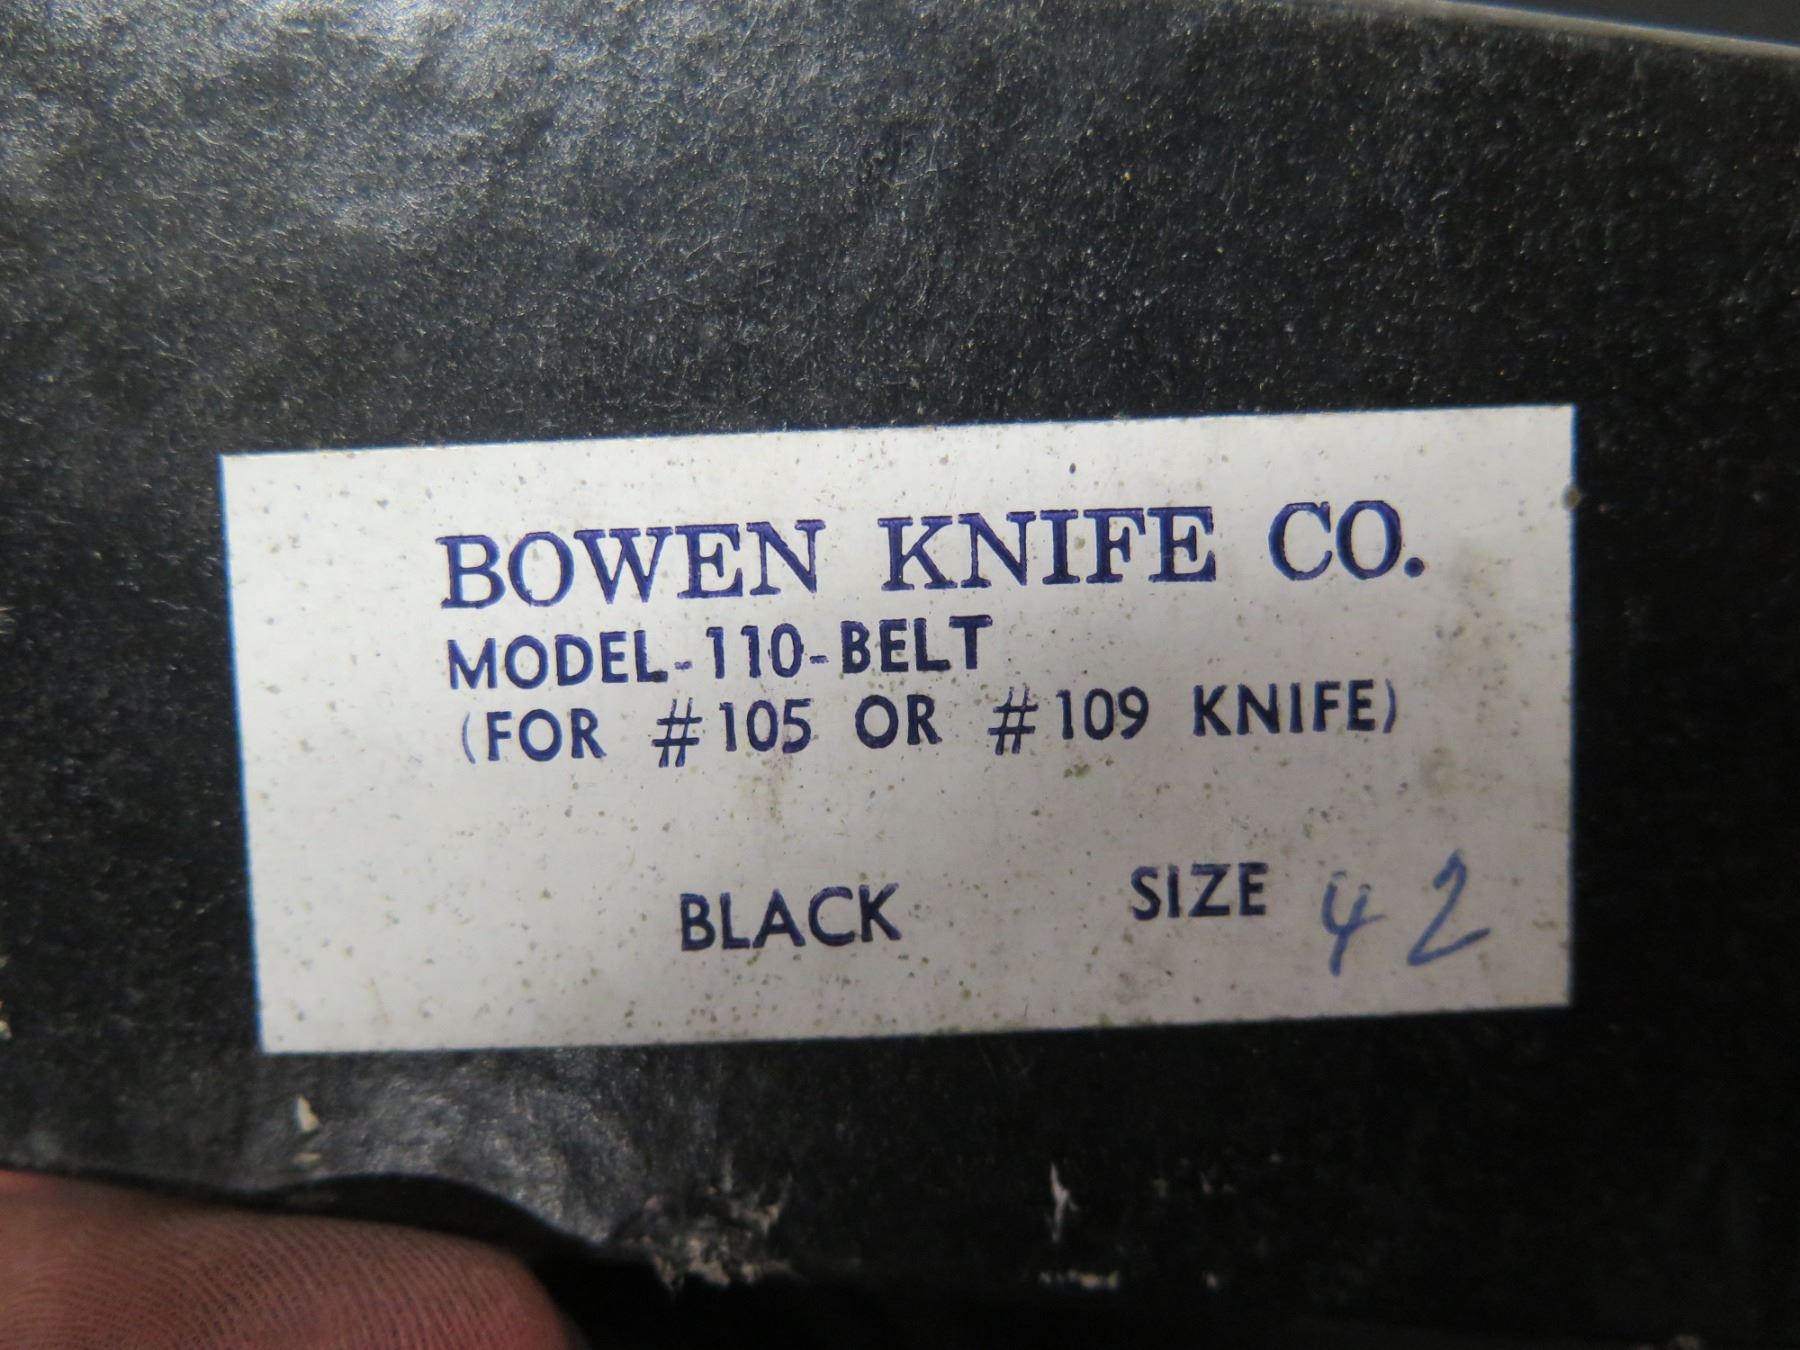 BOWEN KNIFE CO.
MODEL-110-BELT
(FOR #105 OR #109 KNIFE)
BLACK SIZE 42